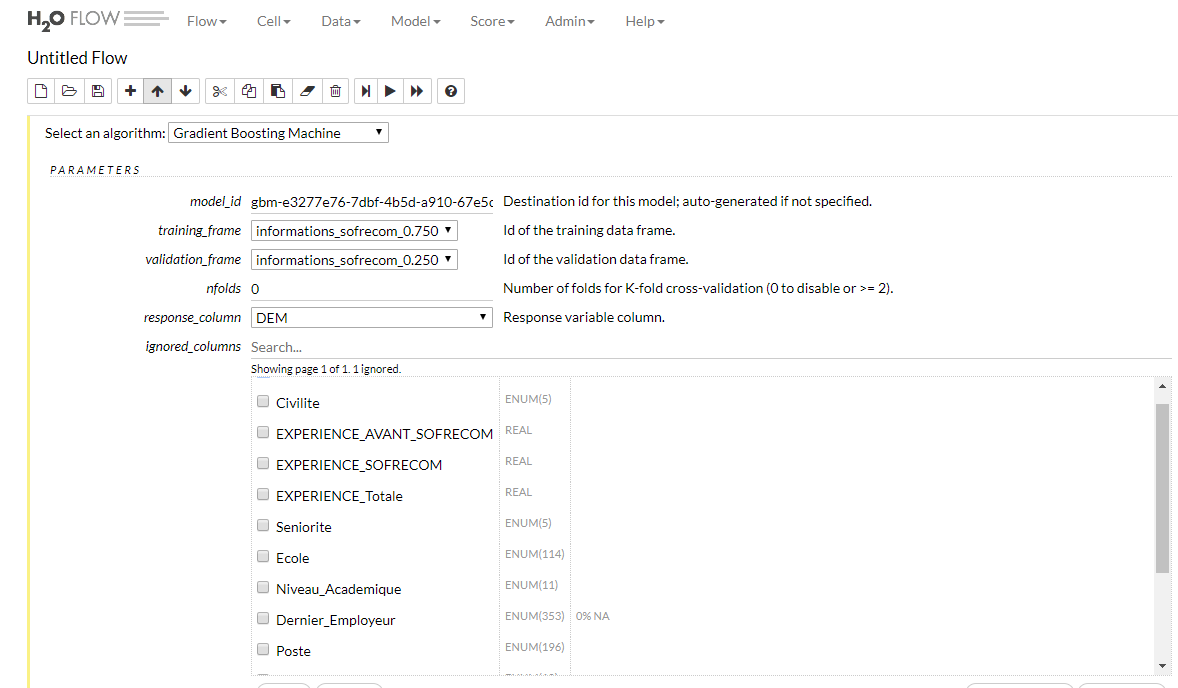 H2O FLOW Flow Cell Data Model Score Admin Help
Untitled Flow
Select an algorithm: Gradient Boosting Machine
PARAMETERS
model_id gbm-e3277e76-7dbf-4b5d-a910-67e5c Destination id for this model; auto-generated if not specified.
training_frame informations_sofrecom_0.750 Id of the training data frame.
validation_frame informations_sofrecom_0.250 Id of the validation data frame.
nfolds 0 Number of folds for K-fold cross-validation (0 to disable or >= 2).
response_column DEM Response variable column.
ignored_columns Search...
Showing page 1 of 1. 1 ignored.
Civilite ENUM(5)
EXPERIENCE_AVANT_SOFRECOM REAL
EXPERIENCE_SOFRECOM REAL
EXPERIENCE_Totale REAL
Seniorite ENUM(5)
Ecole ENUM(114)
Niveau_Academique ENUM(11)
Dernier_Employeur ENUM(353) 0% NA
Poste ENUM(196)